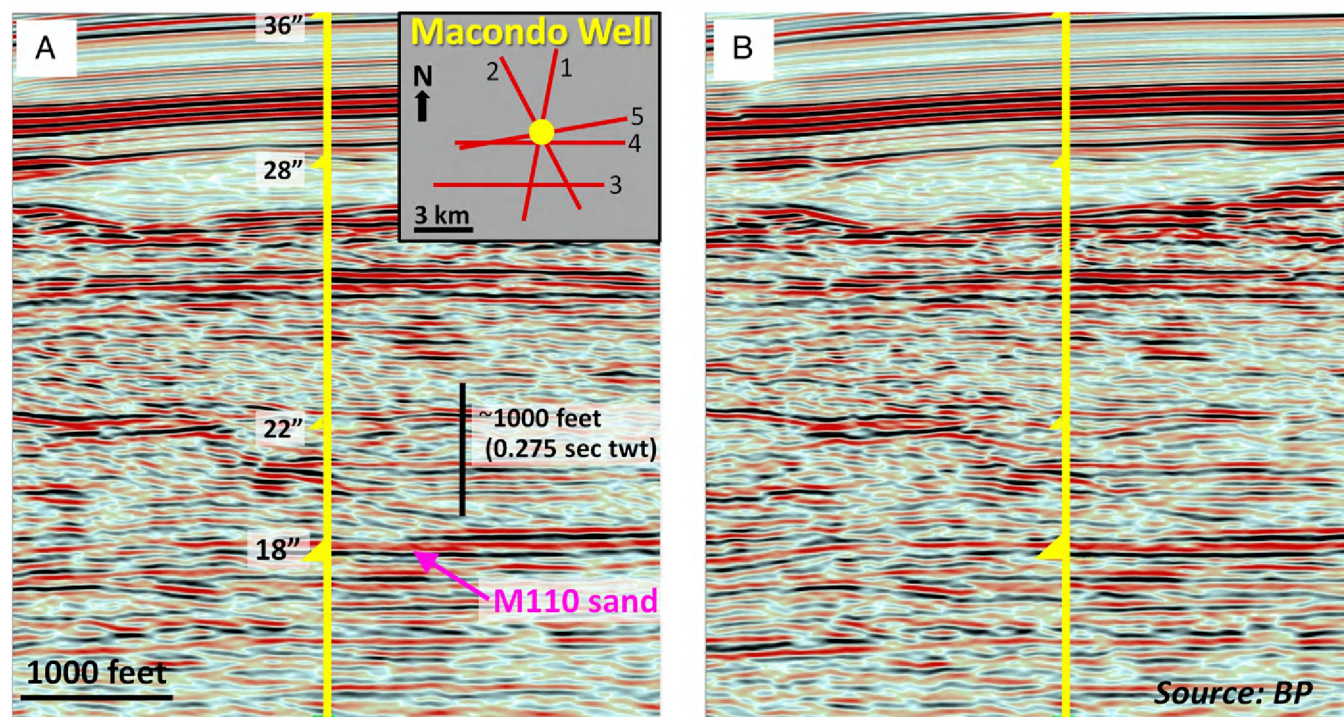 A
36”
Macondo Well
N
2
1
5
4
3
3 km
28”
22”
~1000 feet
(0.275 sec twt)
18”
M110 sand
1000 feet
B
Source: BP